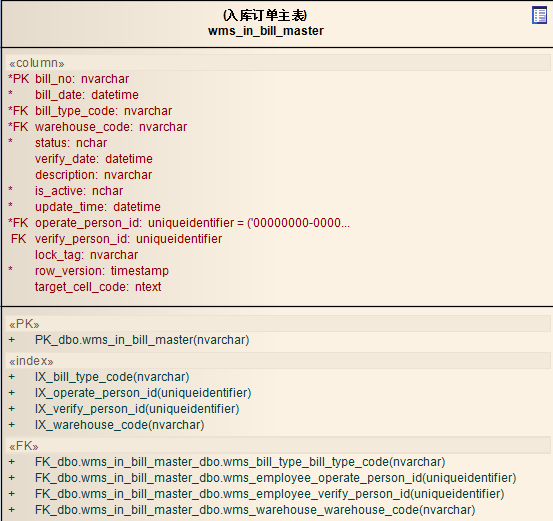 (入库订单主表)
wms_in_bill_master
«column»
*PK bill_no: nvarchar
* bill_date: datetime
*FK bill_type_code: nvarchar
*FK warehouse_code: nvarchar
* status: nchar
verify_date: datetime
description: nvarchar
* is_active: nchar
* update_time: datetime
*FK operate_person_id: uniqueidentifier = ('00000000-0000...
FK verify_person_id: uniqueidentifier
lock_tag: nvarchar
* row_version: timestamp
target_cell_code: ntext
«PK»
+ PK_dbo.wms_in_bill_master(nvarchar)
«index»
+ IX_bill_type_code(nvarchar)
+ IX_operate_person_id(uniqueidentifier)
+ IX_verify_person_id(uniqueidentifier)
+ IX_warehouse_code(nvarchar)
«FK»
+ FK_dbo.wms_in_bill_master_dbo.wms_bill_type_bill_type_code(nvarchar)
+ FK_dbo.wms_in_bill_master_dbo.wms_employee_operate_person_id(uniqueidentifier)
+ FK_dbo.wms_in_bill_master_dbo.wms_employee_verify_person_id(uniqueidentifier)
+ FK_dbo.wms_in_bill_master_dbo.wms_warehouse_warehouse_code(nvarchar)